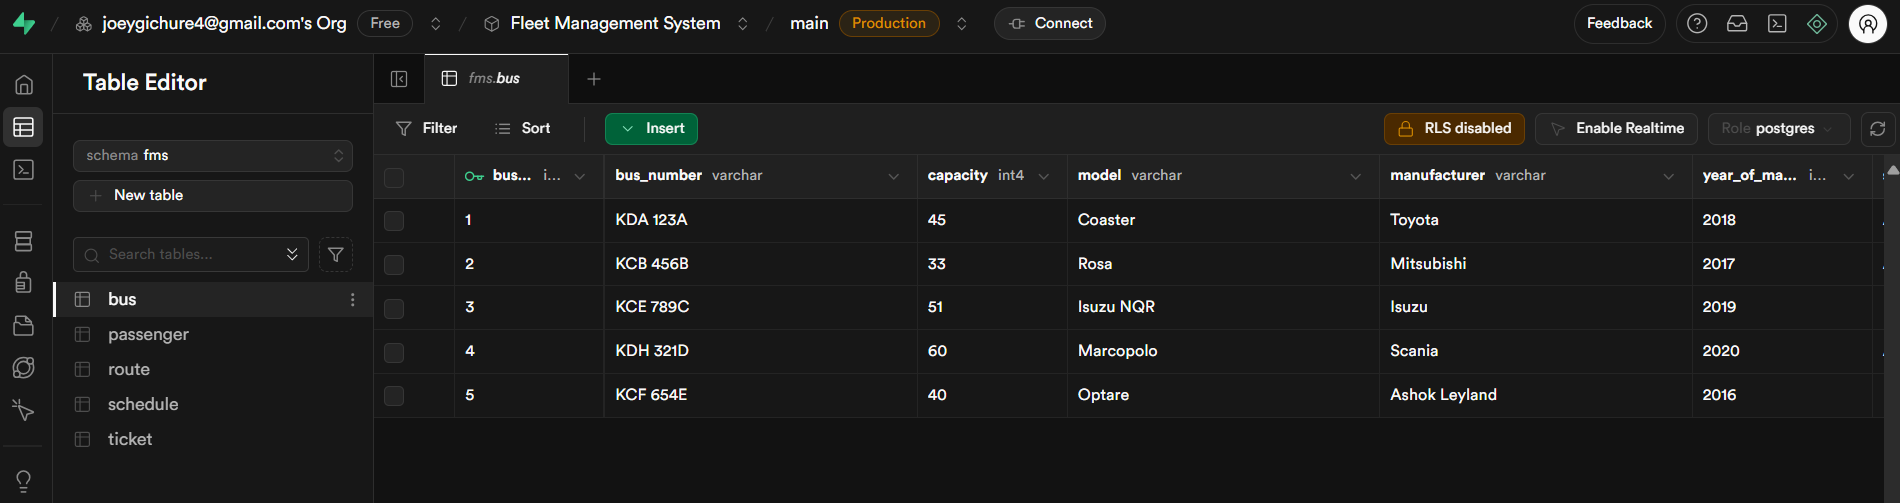 joeygichure4@gmail.com's Org Free / Fleet Management System / main Production Connect Feedback
Table Editor
schema fms
New table
Search tables...
bus
passenger
route
schedule
ticket
fms.bus
Filter Sort Insert RLS disabled Enable Realtime Role postgres
bus... i... bus_number varchar capacity int4 model varchar manufacturer varchar year_of_ma... i...
1 KDA 123A 45 Coaster Toyota 2018
2 KCB 456B 33 Rosa Mitsubishi 2017
3 KCE 789C 51 Isuzu NQR Isuzu 2019
4 KDH 321D 60 Marcopolo Scania 2020
5 KCF 654E 40 Optare Ashok Leyland 2016